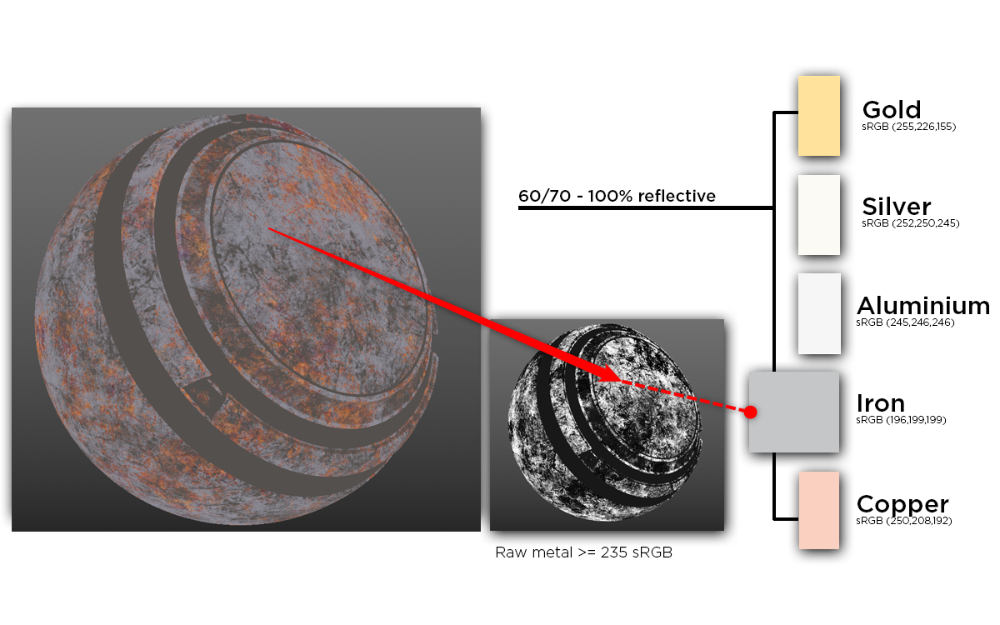 Gold
sRGB (255,226,155)
60/70 - 100% reflective
Silver
sRGB (252,250,245)
Aluminium
sRGB (245,246,246)
Iron
sRGB (196,199,199)
Copper
sRGB (250,208,192)
Raw metal >= 235 sRGB